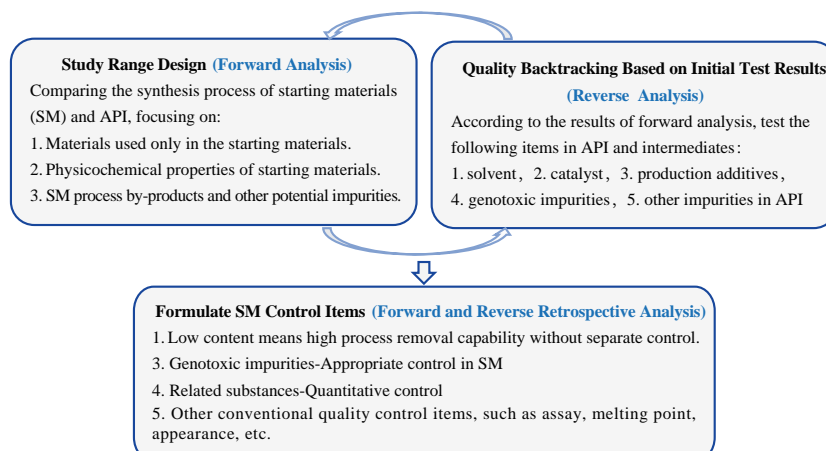 Study Range Design (Forward Analysis)
Comparing the synthesis process of starting materials
(SM) and API, focusing on:
1. Materials used only in the starting materials.
2. Physicochemical properties of starting materials.
3. SM process by-products and other potential impurities.
Quality Backtracking Based on Initial Test Results
(Reverse Analysis)
According to the results of forward analysis, test the
following items in API and intermediates:
1. solvent, 2. catalyst, 3. production additives,
4. genotoxic impurities, 5. other impurities in API
Formulate SM Control Items (Forward and Reverse Retrospective Analysis)
1. Low content means high process removal capability without separate control.
3. Genotoxic impurities-Appropriate control in SM
4. Related substances-Quantitative control
5. Other conventional quality control items, such as assay, melting point,
appearance, etc.